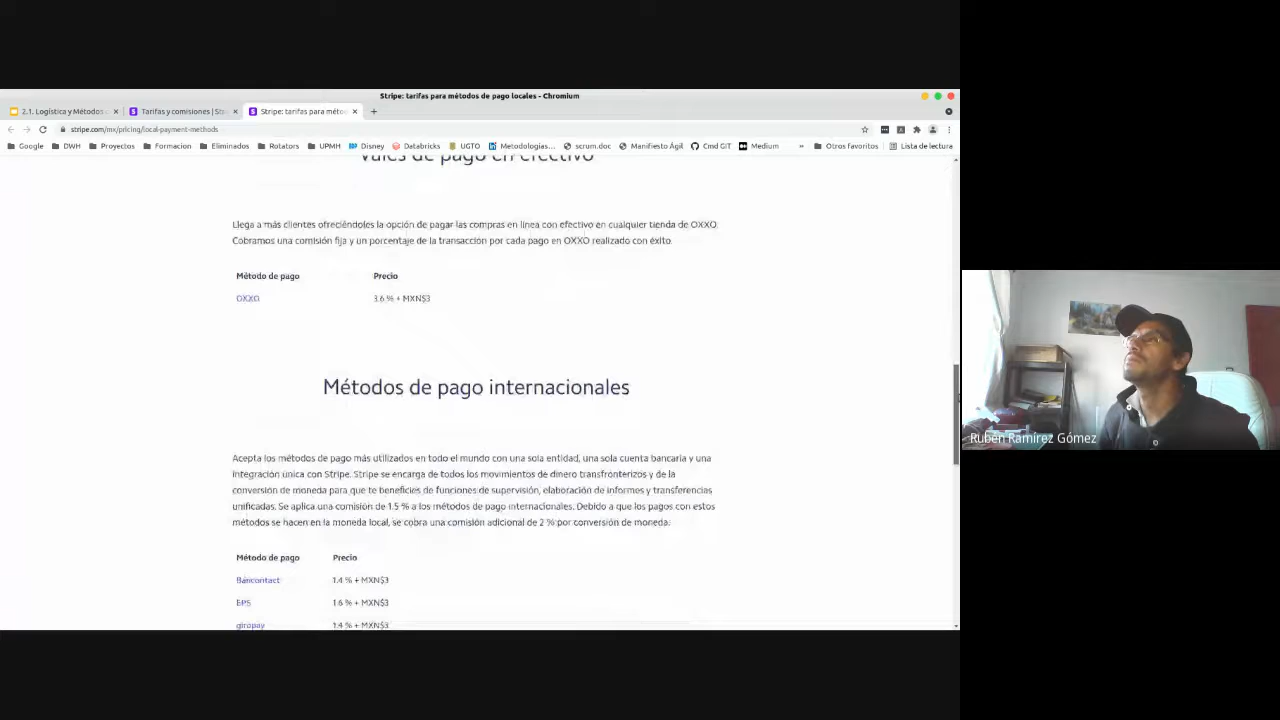 Stripe: tarifas para métodos de pago locales - Chromium
2.1. Logística y Métodos
Tarifas y comisiones | Str
Stripe: tarifas para méto
stripe.com/mx/pricing/local-payment-methods
Google DWH Proyectos Formacion Eliminados Rotators UPMH Disney Databricks UGTO Metodologías... scrum.doc Manifiesto Ágil Cmd GIT Medium » Otros favoritos Lista de lectura
Vales de pago en efectivo
Llega a más clientes ofreciéndoles la opción de pagar las compras en línea con efectivo en cualquier tienda de OXXO.
Cobramos una comisión fija y un porcentaje de la transacción por cada pago en OXXO realizado con éxito.
Método de pago Precio
OXXO 3.6 % + MXN$3
Métodos de pago internacionales
Acepta los métodos de pago más utilizados en todo el mundo con una sola entidad, una sola cuenta bancaria y una
integración única con Stripe. Stripe se encarga de todos los movimientos de dinero transfronterizos y de la
conversión de moneda para que te beneficies de funciones de supervisión, elaboración de informes y transferencias
unificadas. Se aplica una comisión de 1.5 % a los métodos de pago internacionales. Debido a que los pagos con estos
métodos se hacen en la moneda local, se cobra una comisión adicional de 2 % por conversión de moneda.
Método de pago Precio
Bancontact 1.4 % + MXN$3
EPS 1.6 % + MXN$3
giropay 1.4 % + MXN$3
Rubén Ramírez Gómez